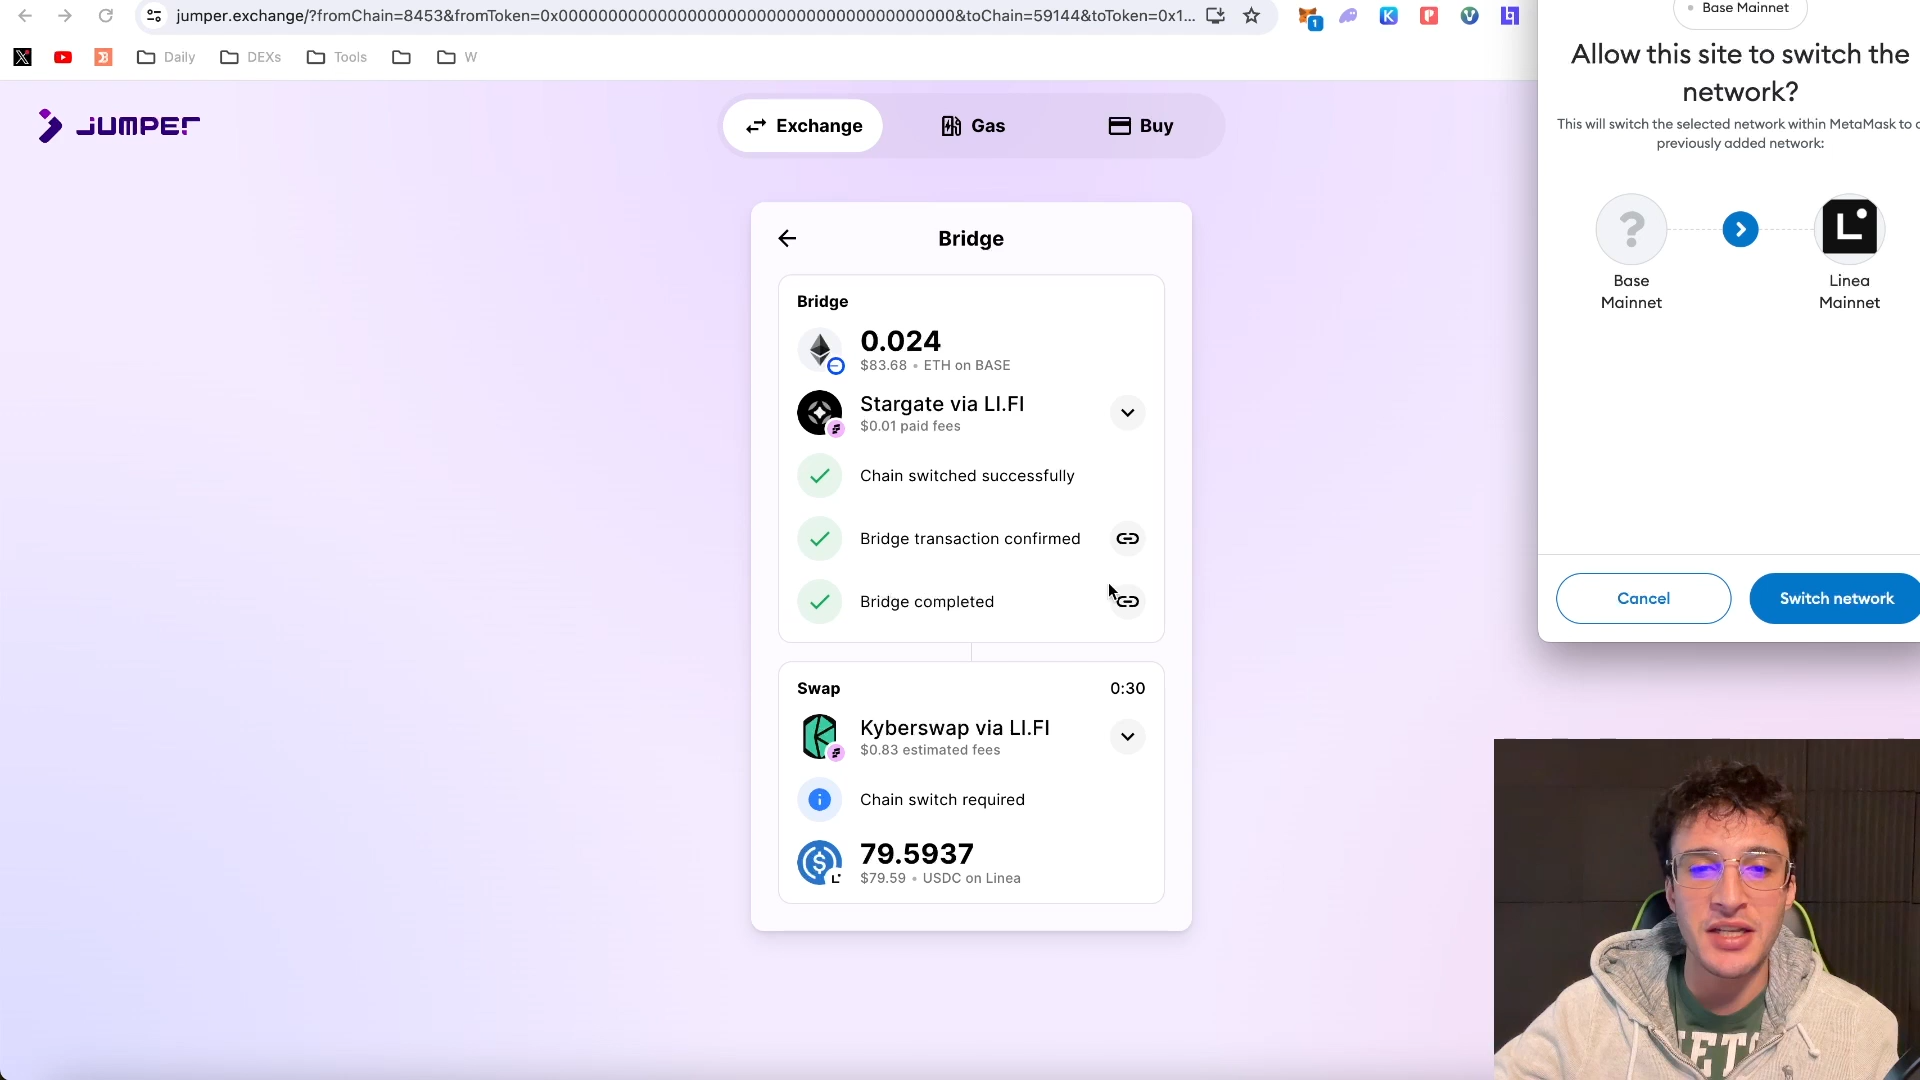 jumper.exchange/?fromChain=8453&fromToken=0x0000000000000000000000000000000000000000&toChain=59144&toToken=0x1...
1
K
Daily
DEXs
Tools
W
JUMPER
Exchange
Gas
Buy
Bridge
Bridge
0.024
$83.68 • ETH on BASE
Stargate via LI.FI
$0.01 paid fees
Chain switched successfully
Bridge transaction confirmed
Bridge completed
Swap
0:30
Kyberswap via LI.FI
$0.83 estimated fees
Chain switch required
79.5937
$79.59 • USDC on Linea
Base Mainnet
Allow this site to switch the
network?
This will switch the selected network within MetaMask to
previously added network:
?
L
Base
Mainnet
Linea
Mainnet
Cancel
Switch network